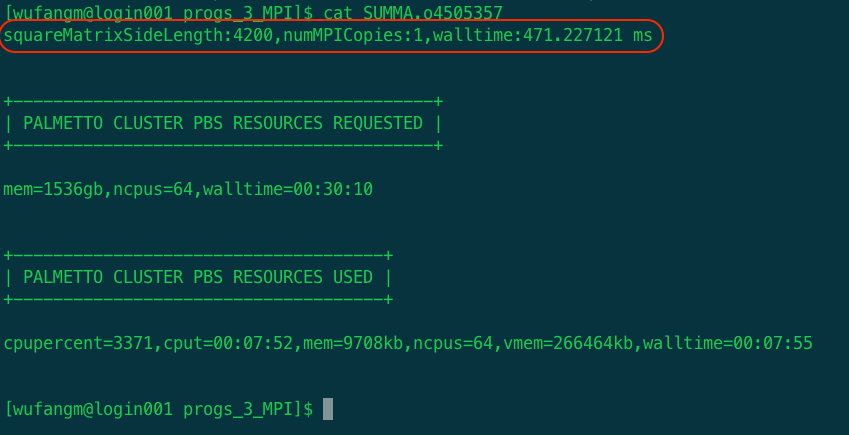 [wufangm@login001 progs_3_MPI]$ cat SUMMA.o4505357
squareMatrixSideLength:4200,numMPICopies:1,walltime:471.227121 ms
+------------------------------------------+
| PALMETTO CLUSTER PBS RESOURCES REQUESTED |
+------------------------------------------+
mem=1536gb,ncpus=64,walltime=00:30:10
+-------------------------------------+
| PALMETTO CLUSTER PBS RESOURCES USED |
+-------------------------------------+
cpupercent=3371,cput=00:07:52,mem=9708kb,ncpus=64,vmem=266464kb,walltime=00:07:55
[wufangm@login001 progs_3_MPI]$